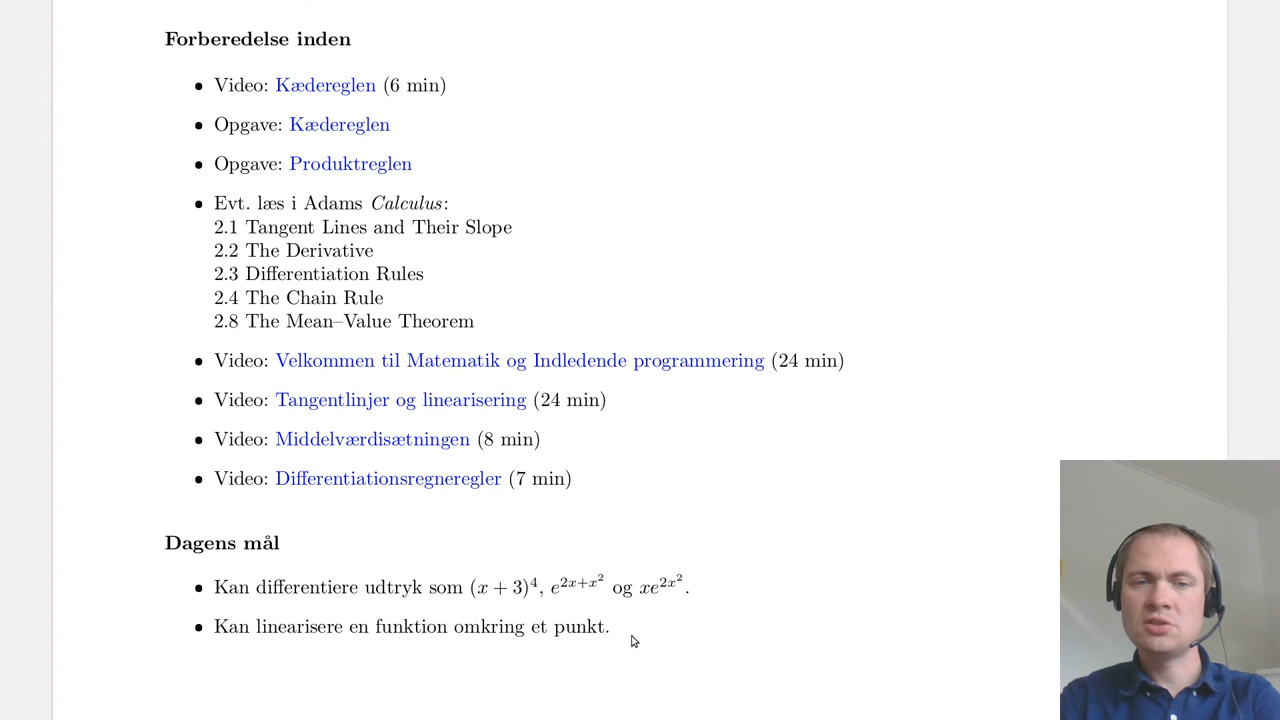 Forberedelse inden
• Video: Kædereglen (6 min)
• Opgave: Kædereglen
• Opgave: Produktreglen
• Evt. læs i Adams Calculus:
2.1 Tangent Lines and Their Slope
2.2 The Derivative
2.3 Differentiation Rules
2.4 The Chain Rule
2.8 The Mean–Value Theorem
• Video: Velkommen til Matematik og Indledende programmering (24 min)
• Video: Tangentlinjer og linearisering (24 min)
• Video: Middelværdisætningen (8 min)
• Video: Differentiationsregneregler (7 min)
Dagens mål
• Kan differentiere udtryk som $(x+3)^4$, $e^{2x+x^2}$ og $xe^{2x^2}$.
• Kan linearisere en funktion omkring et punkt.